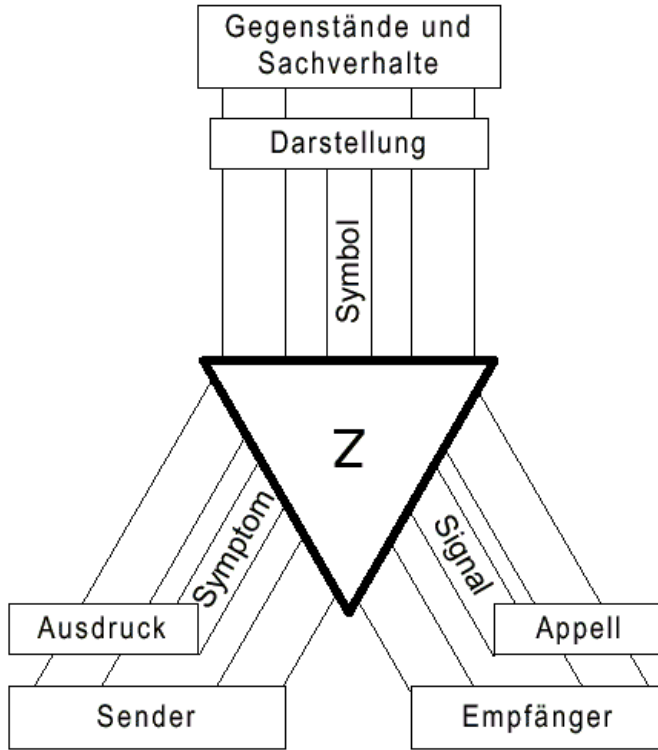 Gegenstände und
Sachverhalte
Darstellung
Symbol
Z
Symptom
Signal
Ausdruck
Appell
Sender
Empfänger